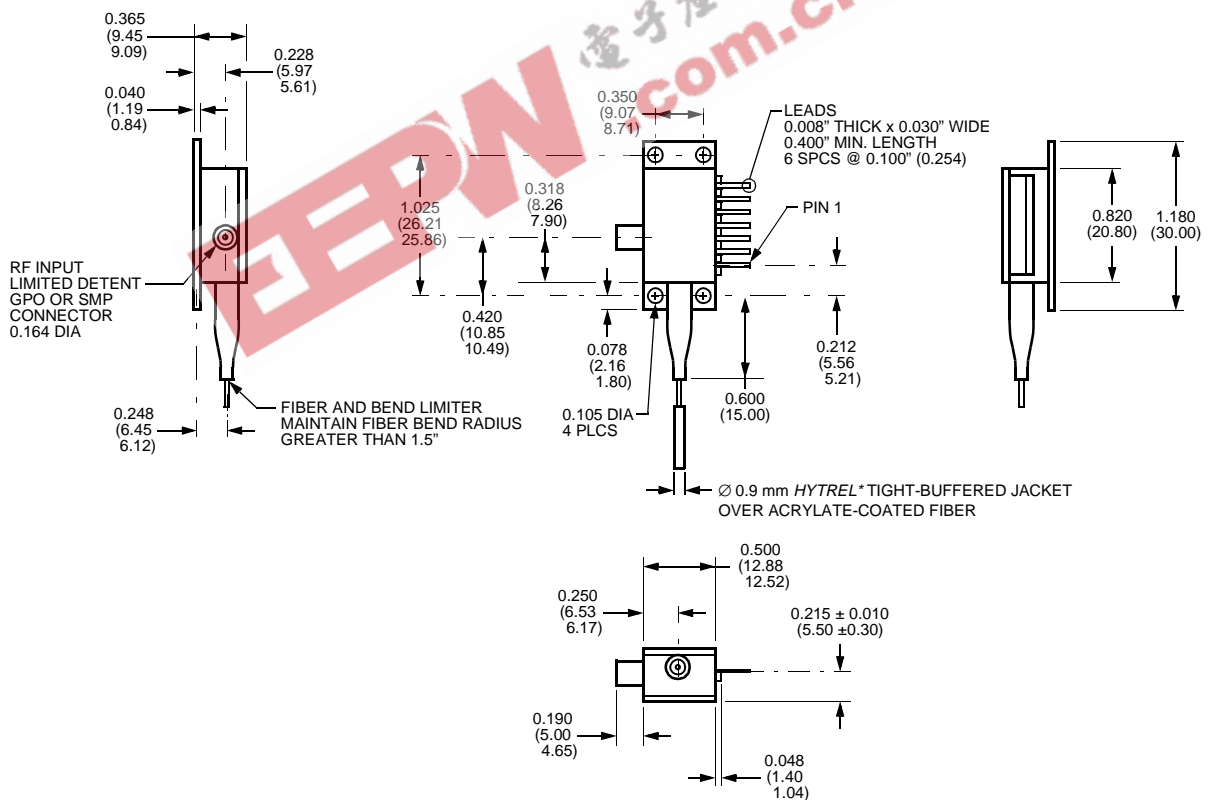 0.365
(9.45
9.09)
0.228
(5.97
5.61)
0.040
(1.19
0.84)
RF INPUT
LIMITED DETENT
GPO OR SMP
CONNECTOR
0.164 DIA
0.248
(6.45
6.12)
FIBER AND BEND LIMITER
MAINTAIN FIBER BEND RADIUS
GREATER THAN 1.5”
0.350
(9.07
8.71)
LEADS
0.008” THICK x 0.030” WIDE
0.400” MIN. LENGTH
6 SPCS @ 0.100” (0.254)
1.025
(26.21
25.86)
0.318
(8.26
7.90)
PIN 1
0.420
(10.85
10.49)
0.078
(2.16
1.80)
0.212
(5.56
5.21)
0.600
(15.00)
0.105 DIA
4 PLCS
0.820
(20.80)
1.180
(30.00)
∅ 0.9 mm HYTREL* TIGHT-BUFFERED JACKET
OVER ACRYLATE-COATED FIBER
0.500
(12.88
12.52)
0.250
(6.53
6.17)
0.215 ± 0.010
(5.50 ±0.30)
0.190
(5.00
4.65)
0.048
(1.40
1.04)
EEPW
電子產
.com.c